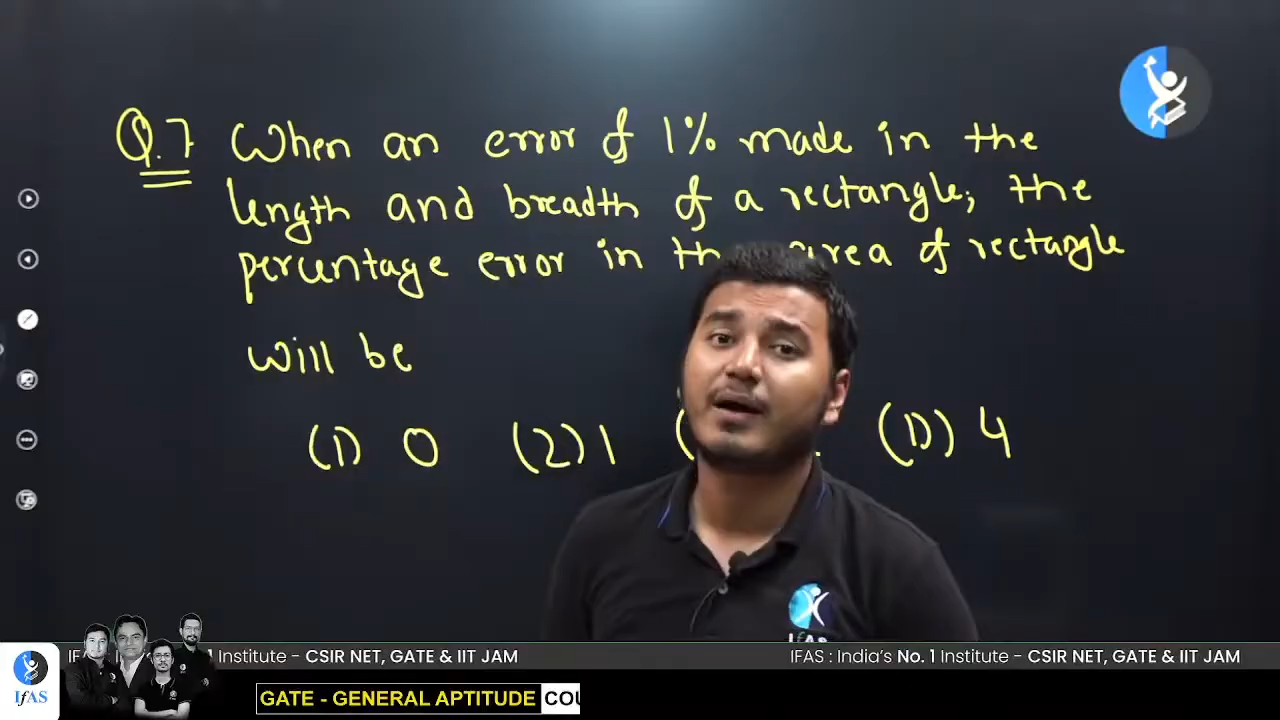 Q.7 When an error of 1% made in the
length and breadth of a rectangle; the
percentage error in area of rectangle
will be
(1) 0 (2) 1 (D) 4
IfAS
IFAS
Institute - CSIR NET, GATE & IIT JAM
IFAS : India's No. 1 Institute - CSIR NET, GATE & IIT JAM
GATE - GENERAL APTITUDE